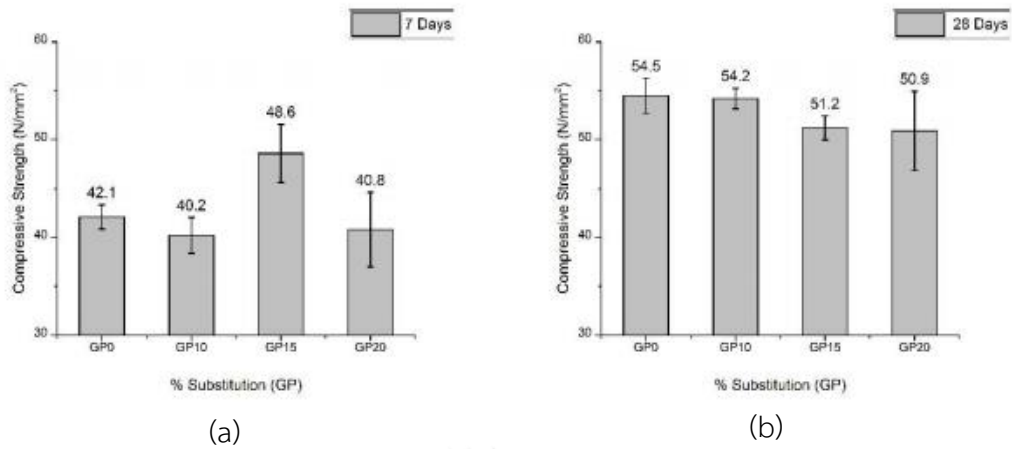 7 Days
60
50
40
30
Compressive Strength (N/mm²)
42.1
40.2
48.6
40.8
GP0
GP10
GP15
GP20
% Substitution (GP)
(a)
28 Days
60
50
40
30
Compressive Strength (N/mm²)
54.5
54.2
51.2
50.9
GP0
GP10
GP15
GP20
% Substitution (GP)
(b)